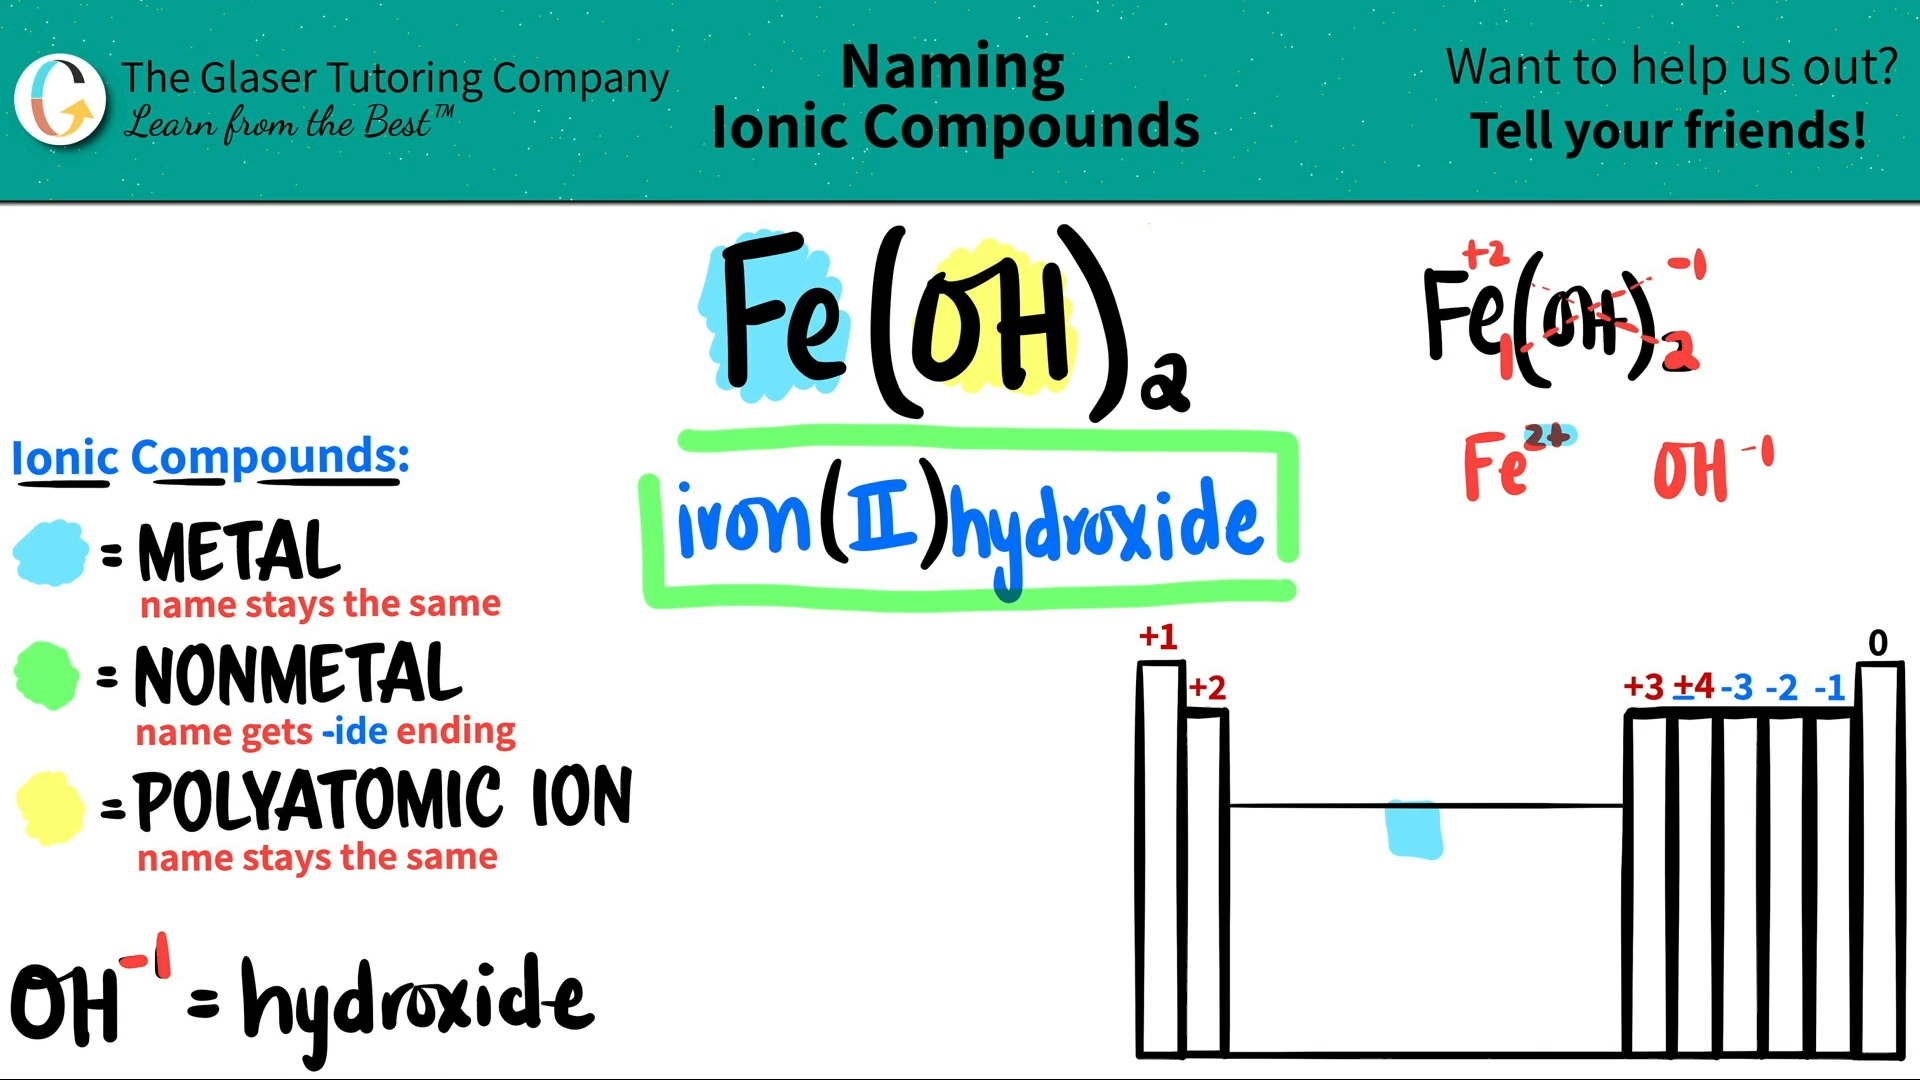 The Glaser Tutoring Company
Learn from the Best™
Naming
Ionic Compounds
Want to help us out?
Tell your friends!
Fe(OH)2
+2 -1
Fe(OH)2
1
Fe2+ OH-1
iron(II)hydroxide
Ionic Compounds:
= METAL
name stays the same
= NONMETAL
name gets -ide ending
= POLYATOMIC ION
name stays the same
OH-1 = hydroxide
+1 0
+2 +3 ±4 -3 -2 -1